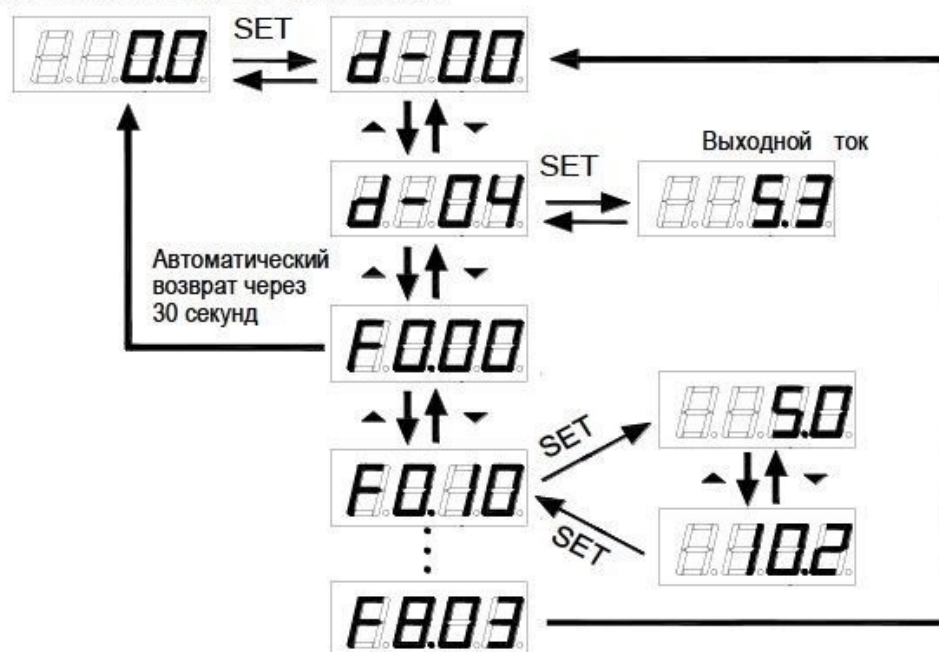 SET
0.0
d-00
Выходной ток
SET
d-04
5.3
Автоматический
возврат через
30 секунд
F0.00
5.0
SET
F0.10
10.2
SET
F8.03